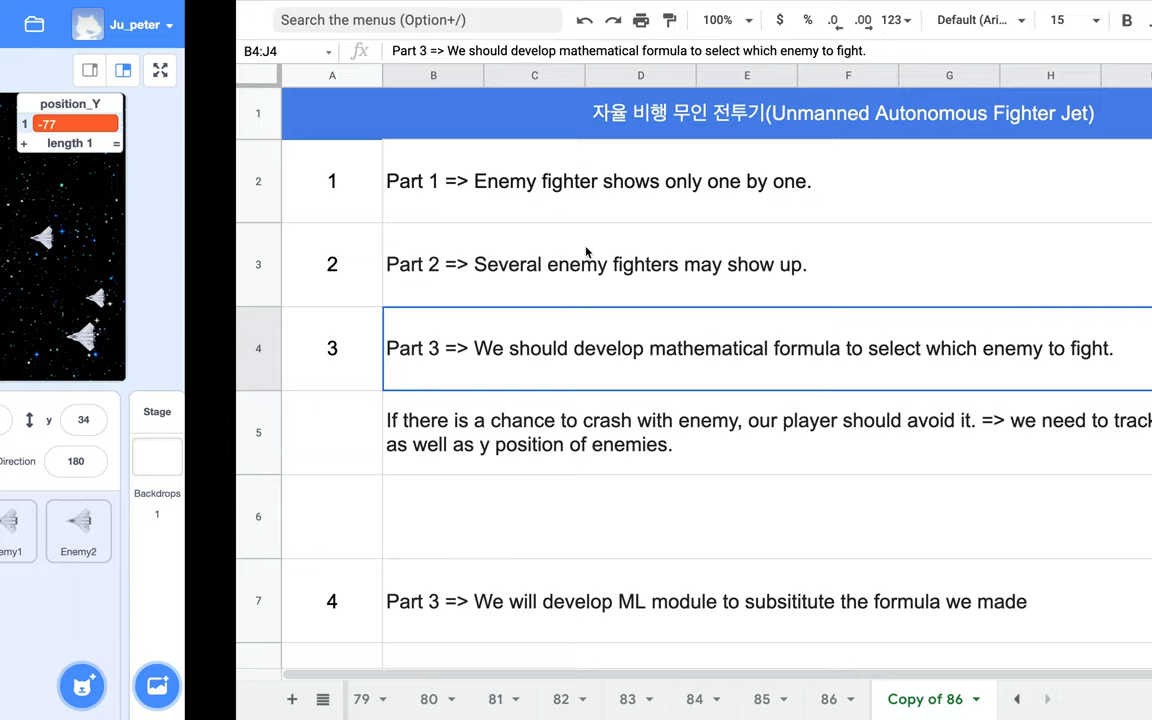 Ju_peter
position_Y
1 -77
+ length 1 =
y 34
Direction 180
Stage
Backdrops
1
emy1
Enemy2
Search the menus (Option+/)
100%
$ % .0 .00 123
Default (Ari...
15
B
B4:J4
fx Part 3 => We should develop mathematical formula to select which enemy to fight.
A B C D E F G H
1 자율 비행 무인 전투기(Unmanned Autonomous Fighter Jet)
2 1 Part 1 => Enemy fighter shows only one by one.
3 2 Part 2 => Several enemy fighters may show up.
4 3 Part 3 => We should develop mathematical formula to select which enemy to fight.
5 If there is a chance to crash with enemy, our player should avoid it. => we need to track
as well as y position of enemies.
6
7 4 Part 3 => We will develop ML module to subsititute the formula we made
+ 79 80 81 82 83 84 85 86 Copy of 86